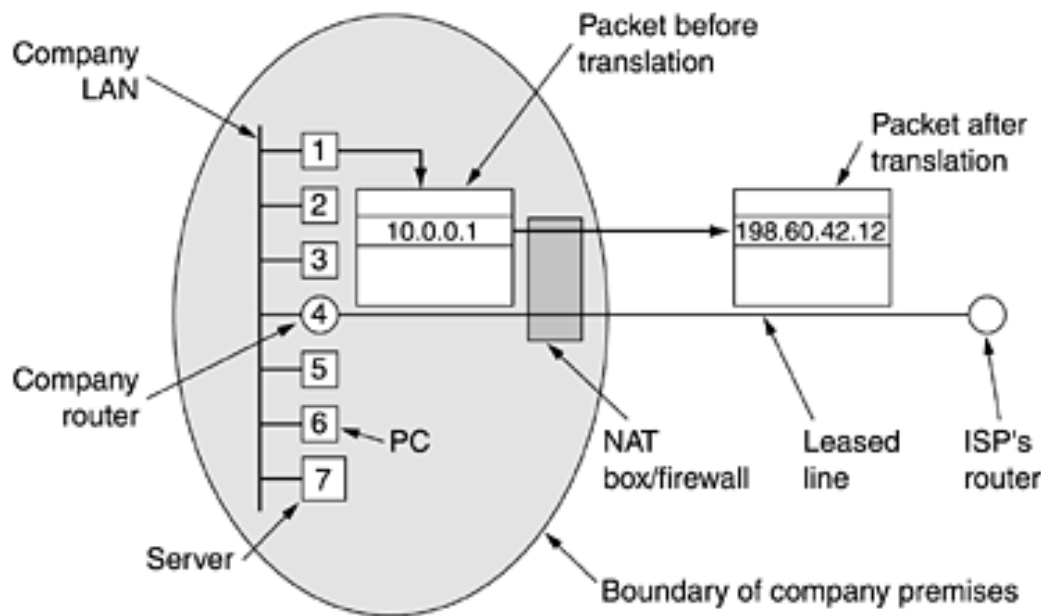 Company
LAN
Packet before
translation
Packet after
translation
1
2
3
4
5
6
7
10.0.0.1
198.60.42.12
Company
router
PC
Server
NAT
box/firewall
Leased
line
ISP's
router
Boundary of company premises